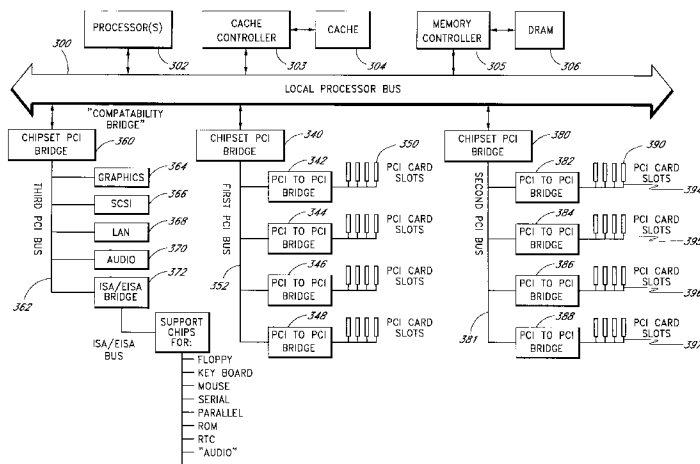 PROCESSOR(S)
302
CACHE
CONTROLLER
303
CACHE
304
MEMORY
CONTROLLER
305
DRAM
306
300
LOCAL PROCESSOR BUS
"COMPATABILITY
BRIDGE"
CHIPSET PCI
BRIDGE
360
GRAPHICS
364
SCSI
366
LAN
368
AUDIO
370
ISA/EISA
BRIDGE
372
THIRD PCI BUS
362
ISA/EISA
BUS
SUPPORT
CHIPS
FOR:
FLOPPY
KEY BOARD
MOUSE
SERIAL
PARALLEL
ROM
RTC
"AUDIO"
CHIPSET PCI
BRIDGE
340
FIRST PCI BUS
352
342
PCI TO PCI
BRIDGE
350
PCI CARD
SLOTS
344
PCI TO PCI
BRIDGE
PCI CARD
SLOTS
346
PCI TO PCI
BRIDGE
PCI CARD
SLOTS
348
PCI TO PCI
BRIDGE
PCI CARD
SLOTS
CHIPSET PCI
BRIDGE
380
SECOND PCI BUS
381
382
PCI TO PCI
BRIDGE
390
PCI CARD
SLOTS
394
384
PCI TO PCI
BRIDGE
PCI CARD
SLOTS
395
386
PCI TO PCI
BRIDGE
PCI CARD
SLOTS
396
388
PCI TO PCI
BRIDGE
PCI CARD
SLOTS
397